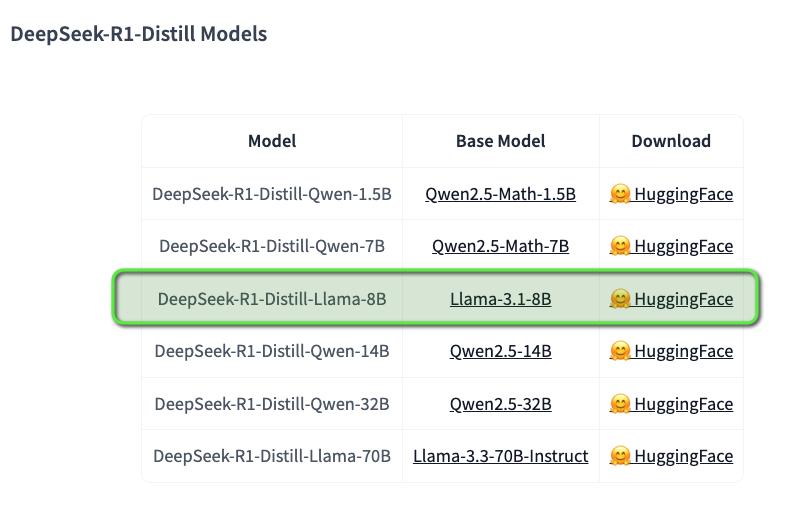 DeepSeek-R1-Distill Models
Model Base Model Download
DeepSeek-R1-Distill-Qwen-1.5B Qwen2.5-Math-1.5B 🤗 HuggingFace
DeepSeek-R1-Distill-Qwen-7B Qwen2.5-Math-7B 🤗 HuggingFace
DeepSeek-R1-Distill-Llama-8B Llama-3.1-8B 🤗 HuggingFace
DeepSeek-R1-Distill-Qwen-14B Qwen2.5-14B 🤗 HuggingFace
DeepSeek-R1-Distill-Qwen-32B Qwen2.5-32B 🤗 HuggingFace
DeepSeek-R1-Distill-Llama-70B Llama-3.3-70B-Instruct 🤗 HuggingFace